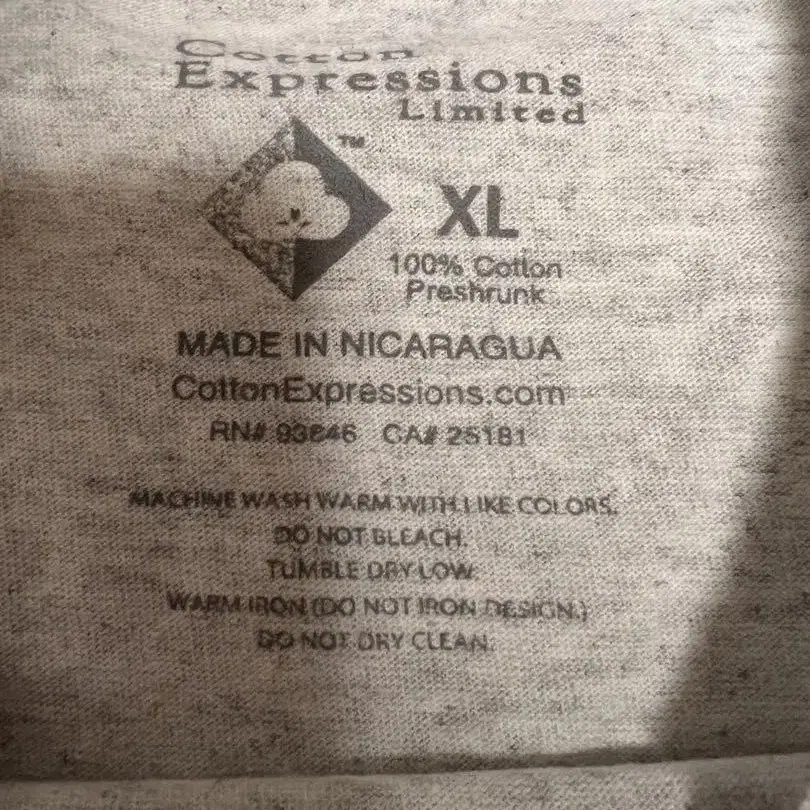 Cotton
Expressions
Limited
TM
XL
100% Cotton
Preshrunk
MADE IN NICARAGUA
CottonExpressions.com
RN# CA# 25181
MACHINE WASH WARM WITH LIKE COLORS.
DO NOT BLEACH.
TUMBLE DRY LOW.
WARM IRON (DO NOT IRON DESIGN.)
DO NOT DRY CLEAN.